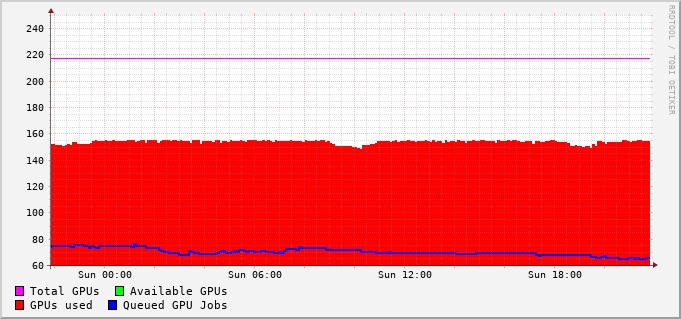 240
220
200
180
160
140
120
100
80
60
Sun 00:00 Sun 06:00 Sun 12:00 Sun 18:00
Total GPUs Available GPUs
GPUs used Queued GPU Jobs
RRDTOOL / TOBI OETIKER